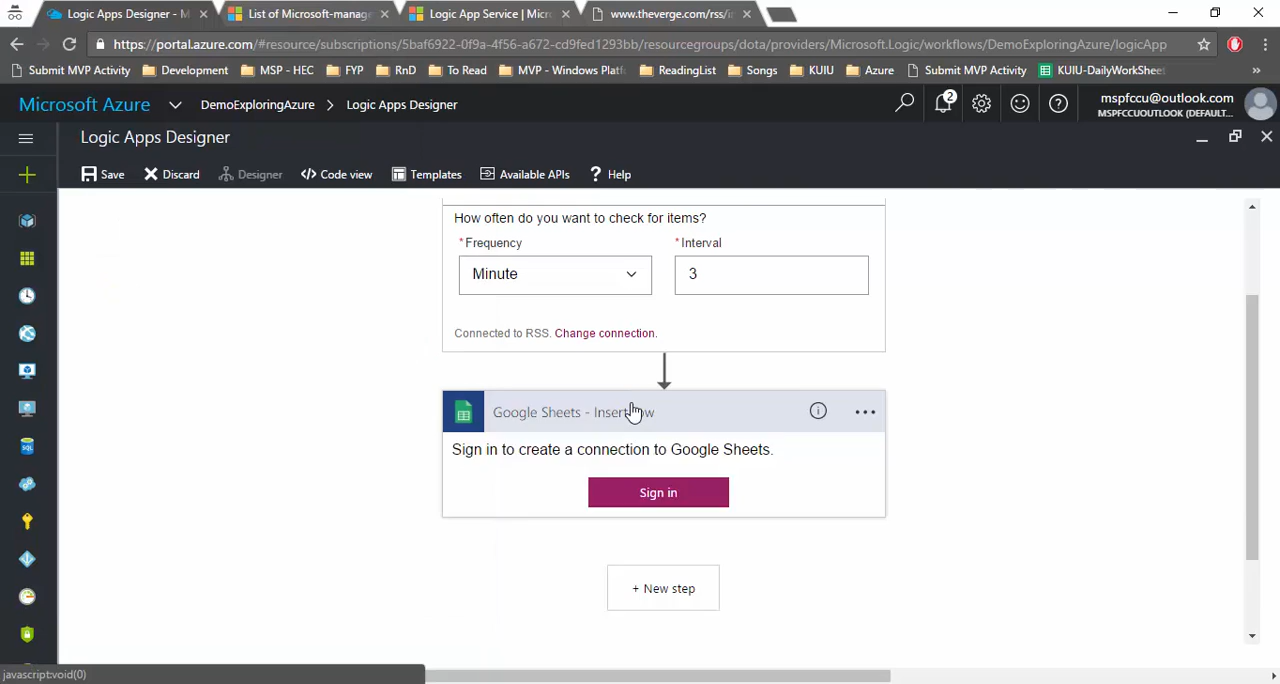 Logic Apps Designer - M
List of Microsoft-manage
Logic App Service | Micro
www.theverge.com/rss/i
https://portal.azure.com/#resource/subscriptions/5baf6922-0f9a-4f56-a672-cd9fed1293bb/resourcegroups/dota/providers/Microsoft.Logic/workflows/DemoExploringAzure/logicApp
Submit MVP Activity Development MSP - HEC FYP RnD To Read MVP - Windows Platf ReadingList Songs KUIU Azure Submit MVP Activity KUIU-DailyWorkSheet »
Microsoft Azure DemoExploringAzure > Logic Apps Designer 2 mspfccu@outlook.com
MSPFCCUOUTLOOK (DEFAULT...
Logic Apps Designer
Save Discard Designer </> Code view Templates Available APIs ? Help
How often do you want to check for items?
*Frequency *Interval
Minute 3
Connected to RSS. Change connection.
Google Sheets - Insert
Sign in to create a connection to Google Sheets.
Sign in
+ New step
javascript:void(0)